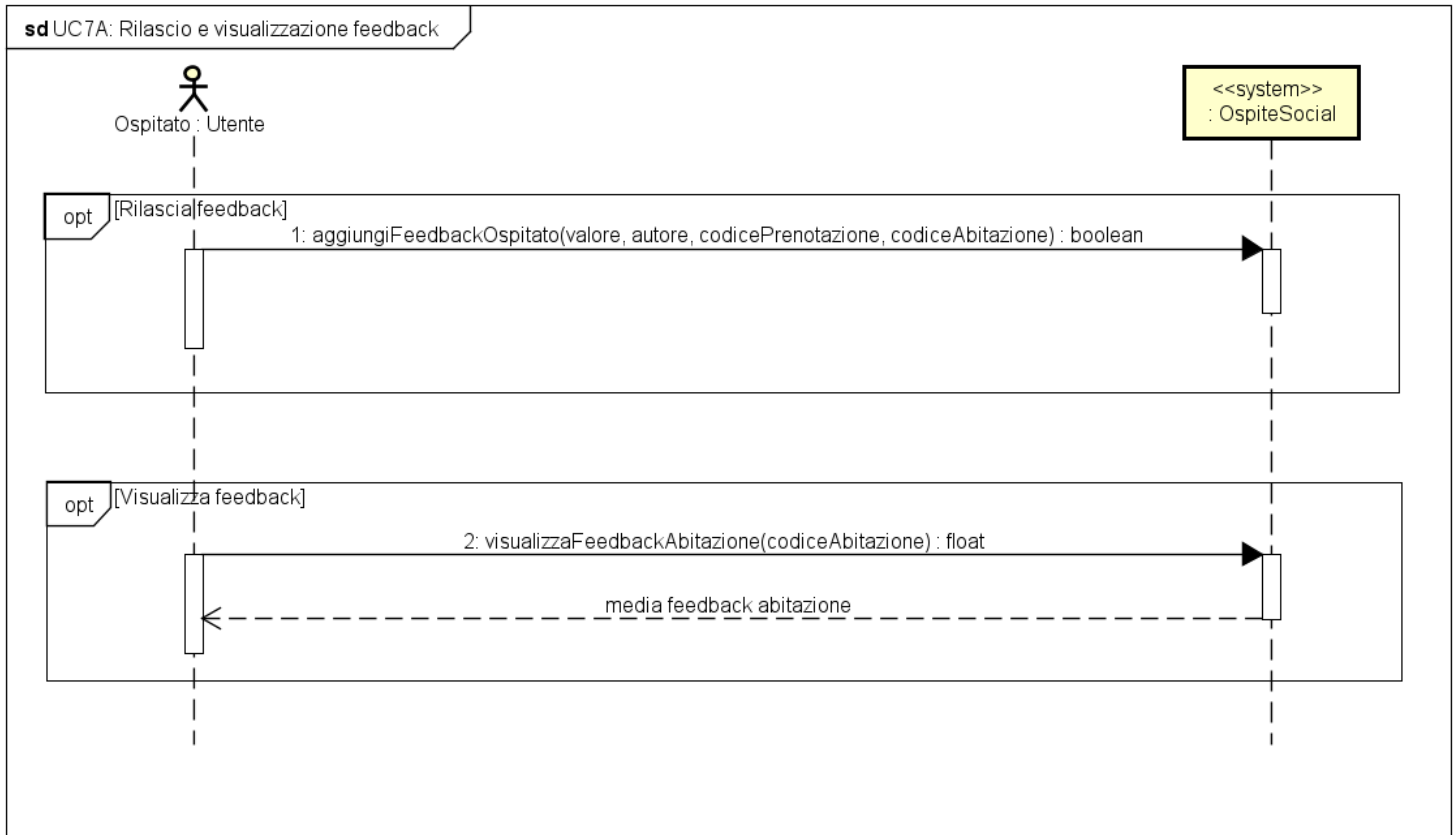 sd UC7A: Rilascio e visualizzazione feedback
Ospitato : Utente
<<system>>
: OspiteSocial
opt
[Rilascia feedback]
1: aggiungiFeedbackOspitato(valore, autore, codicePrenotazione, codiceAbitazione) : boolean
opt
[Visualizza feedback]
2: visualizzaFeedbackAbitazione(codiceAbitazione) : float
media feedback abitazione